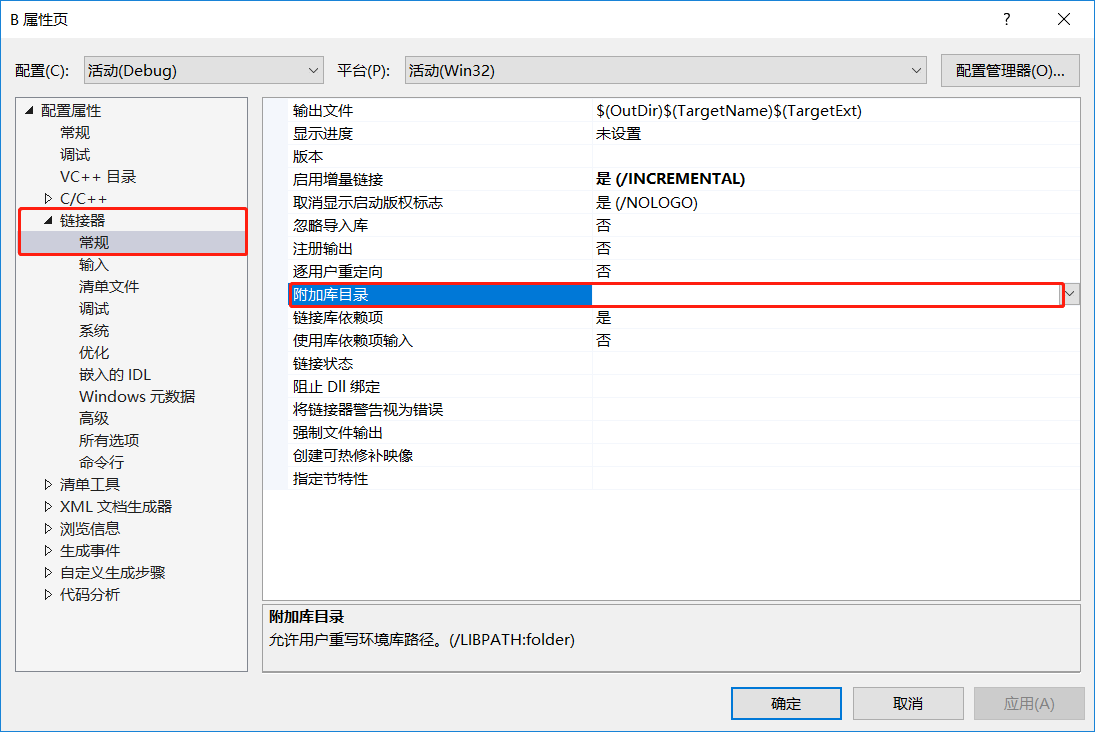 B 属性页
?
配置(C): 活动(Debug) 平台(P): 活动(Win32) 配置管理器(O)...
配置属性
常规
调试
VC++ 目录
C/C++
链接器
常规
输入
清单文件
调试
系统
优化
嵌入的 IDL
Windows 元数据
高级
所有选项
命令行
清单工具
XML 文档生成器
浏览信息
生成事件
自定义生成步骤
代码分析
输出文件 $(OutDir)$(TargetName)$(TargetExt)
显示进度 未设置
版本
启用增量链接 是 (/INCREMENTAL)
取消显示启动版权标志 是 (/NOLOGO)
忽略导入库 否
注册输出 否
逐用户重定向 否
附加库目录
链接库依赖项 是
使用库依赖项输入 否
链接状态
阻止 Dll 绑定
将链接器警告视为错误
强制文件输出
创建可热修补映像
指定节特性
附加库目录
允许用户重写环境库路径。(/LIBPATH:folder)
确定 取消 应用(A)